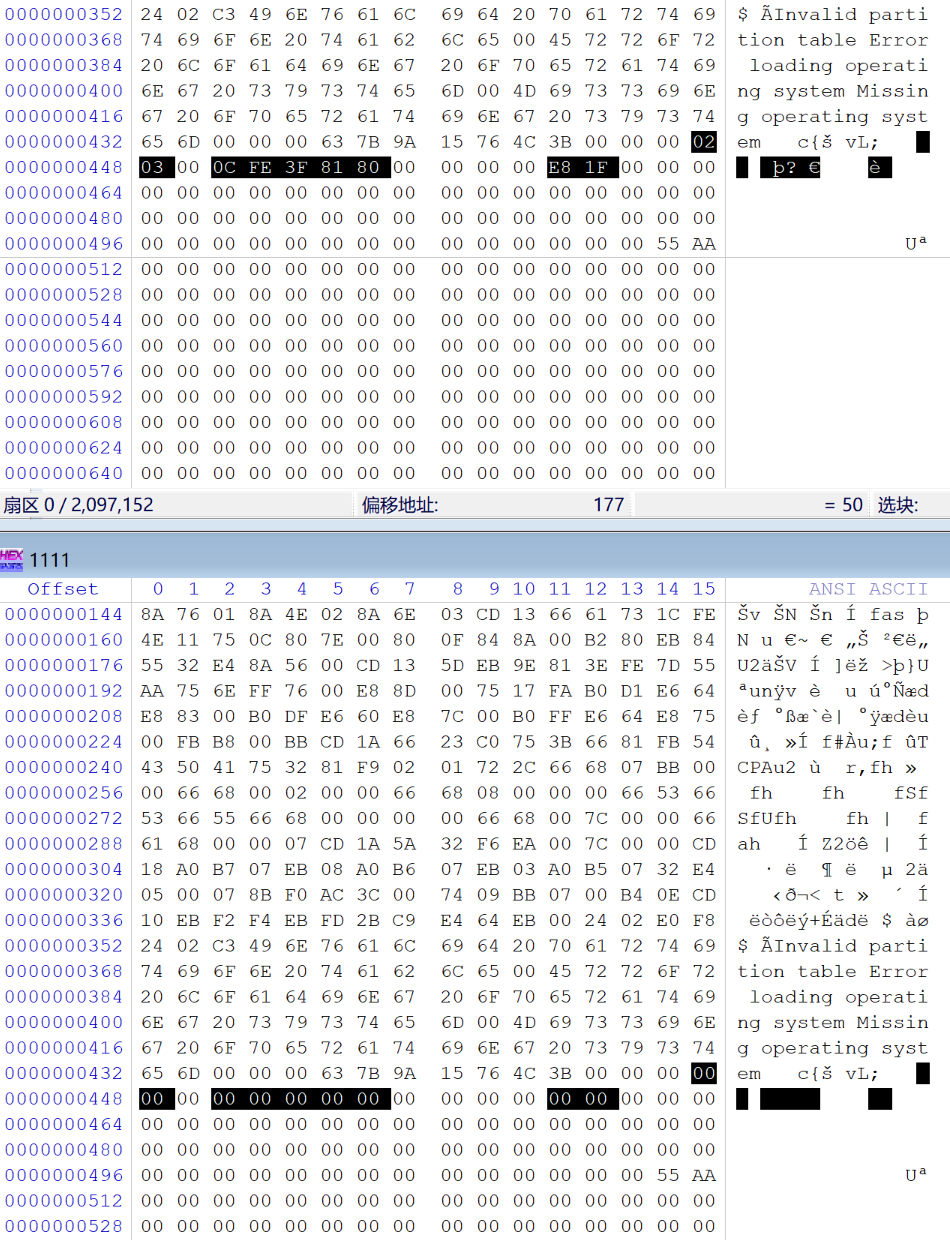 0000000352 24 02 C3 49 6E 76 61 6C 69 64 20 70 61 72 74 69 $ ÃInvalid parti
0000000368 74 69 6F 6E 20 74 61 62 6C 65 00 45 72 72 6F 72 tion table Error
0000000384 20 6C 6F 61 64 69 6E 67 20 6F 70 65 72 61 74 69 loading operati
0000000400 6E 67 20 73 79 73 74 65 6D 00 4D 69 73 73 69 6E ng system Missin
0000000416 67 20 6F 70 65 72 61 74 69 6E 67 20 73 79 73 74 g operating syst
0000000432 65 6D 00 00 00 63 7B 9A 15 76 4C 3B 00 00 00 02 em c{š vL;
0000000448 03 00 0C FE 3F 81 80 00 00 00 00 E8 1F 00 00 00 þ? € è
0000000464 00 00 00 00 00 00 00 00 00 00 00 00 00 00 00 00
0000000480 00 00 00 00 00 00 00 00 00 00 00 00 00 00 00 00
0000000496 00 00 00 00 00 00 00 00 00 00 00 00 00 00 55 AA Uª
0000000512 00 00 00 00 00 00 00 00 00 00 00 00 00 00 00 00
0000000528 00 00 00 00 00 00 00 00 00 00 00 00 00 00 00 00
0000000544 00 00 00 00 00 00 00 00 00 00 00 00 00 00 00 00
0000000560 00 00 00 00 00 00 00 00 00 00 00 00 00 00 00 00
0000000576 00 00 00 00 00 00 00 00 00 00 00 00 00 00 00 00
0000000592 00 00 00 00 00 00 00 00 00 00 00 00 00 00 00 00
0000000608 00 00 00 00 00 00 00 00 00 00 00 00 00 00 00 00
0000000624 00 00 00 00 00 00 00 00 00 00 00 00 00 00 00 00
0000000640 00 00 00 00 00 00 00 00 00 00 00 00 00 00 00 00
扇区 0 / 2,097,152 偏移地址: 177 = 50 选块:
HEX 1111
Offset 0 1 2 3 4 5 6 7 8 9 10 11 12 13 14 15 ANSI ASCII
0000000144 8A 76 01 8A 4E 02 8A 6E 03 CD 13 66 61 73 1C FE Šv ŠN Šn Í fas þ
0000000160 4E 11 75 0C 80 7E 00 80 0F 84 8A 00 B2 80 EB 84 N u €~ € „Š ²€ë„
0000000176 55 32 E4 8A 56 00 CD 13 5D EB 9E 81 3E FE 7D 55 U2äŠV Í ]ëž >þ}U
0000000192 AA 75 6E FF 76 00 E8 8D 00 75 17 FA B0 D1 E6 64 ªunÿv è u ú°Ñæd
0000000208 E8 83 00 B0 DF E6 60 E8 7C 00 B0 FF E6 64 E8 75 èƒ °ßæ`è| °ÿædèu
0000000224 00 FB B8 00 BB CD 1A 66 23 C0 75 3B 66 81 FB 54 û¸ »Í f#Àu;f ûT
0000000240 43 50 41 75 32 81 F9 02 01 72 2C 66 68 07 BB 00 CPAu2 ù r,fh »
0000000256 00 66 68 00 02 00 00 66 68 08 00 00 00 66 53 66 fh fh fSf
0000000272 53 66 55 66 68 00 00 00 00 66 68 00 7C 00 00 66 SfUfh fh | f
0000000288 61 68 00 00 07 CD 1A 5A 32 F6 EA 00 7C 00 00 CD ah Í Z2öê | Í
0000000304 18 A0 B7 07 EB 08 A0 B6 07 EB 03 A0 B5 07 32 E4 · ë ¶ ë µ 2ä
0000000320 05 00 07 8B F0 AC 3C 00 74 09 BB 07 00 B4 0E CD ‹ð¬< t » ´ Í
0000000336 10 EB F2 F4 EB FD 2B C9 E4 64 EB 00 24 02 E0 F8 ëòôëý+Éädë $ àø
0000000352 24 02 C3 49 6E 76 61 6C 69 64 20 70 61 72 74 69 $ ÃInvalid parti
0000000368 74 69 6F 6E 20 74 61 62 6C 65 00 45 72 72 6F 72 tion table Error
0000000384 20 6C 6F 61 64 69 6E 67 20 6F 70 65 72 61 74 69 loading operati
0000000400 6E 67 20 73 79 73 74 65 6D 00 4D 69 73 73 69 6E ng system Missin
0000000416 67 20 6F 70 65 72 61 74 69 6E 67 20 73 79 73 74 g operating syst
0000000432 65 6D 00 00 00 63 7B 9A 15 76 4C 3B 00 00 00 00 em c{š vL;
0000000448 00 00 00 00 00 00 00 00 00 00 00 00 00 00 00 00
0000000464 00 00 00 00 00 00 00 00 00 00 00 00 00 00 00 00
0000000480 00 00 00 00 00 00 00 00 00 00 00 00 00 00 00 00
0000000496 00 00 00 00 00 00 00 00 00 00 00 00 00 00 55 AA Uª
0000000512 00 00 00 00 00 00 00 00 00 00 00 00 00 00 00 00
0000000528 00 00 00 00 00 00 00 00 00 00 00 00 00 00 00 00